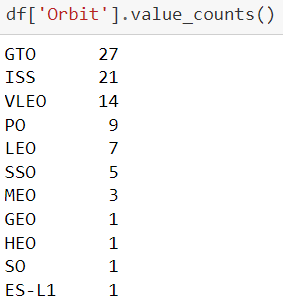 df['Orbit'].value_counts()
GTO 27
ISS 21
VLEO 14
PO 9
LEO 7
SSO 5
MEO 3
GEO 1
HEO 1
SO 1
ES-L1 1